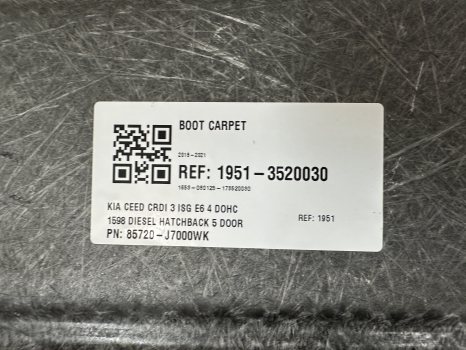 BOOT CARPET
2018-2021
REF: 1951-3520030
KIA CEED CRDI 3 ISG E6 4 DOHC
1598 DIESEL HATCHBACK 5 DOOR
REF: 1951
PN: 85720-J7000WK